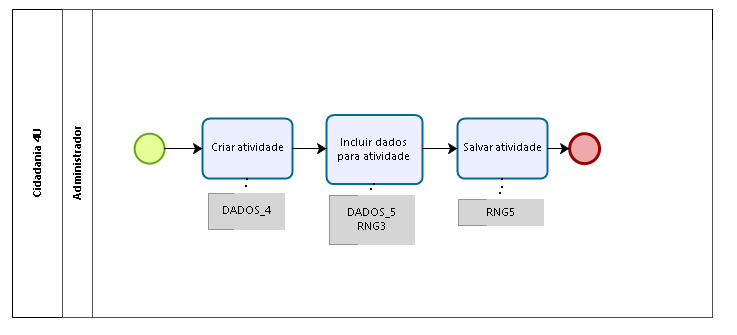 Cidadania 4U
Administrador
Criar atividade
Incluir dados
para atividade
Salvar atividade
DADOS_4
DADOS_5
RNG3
RNG5